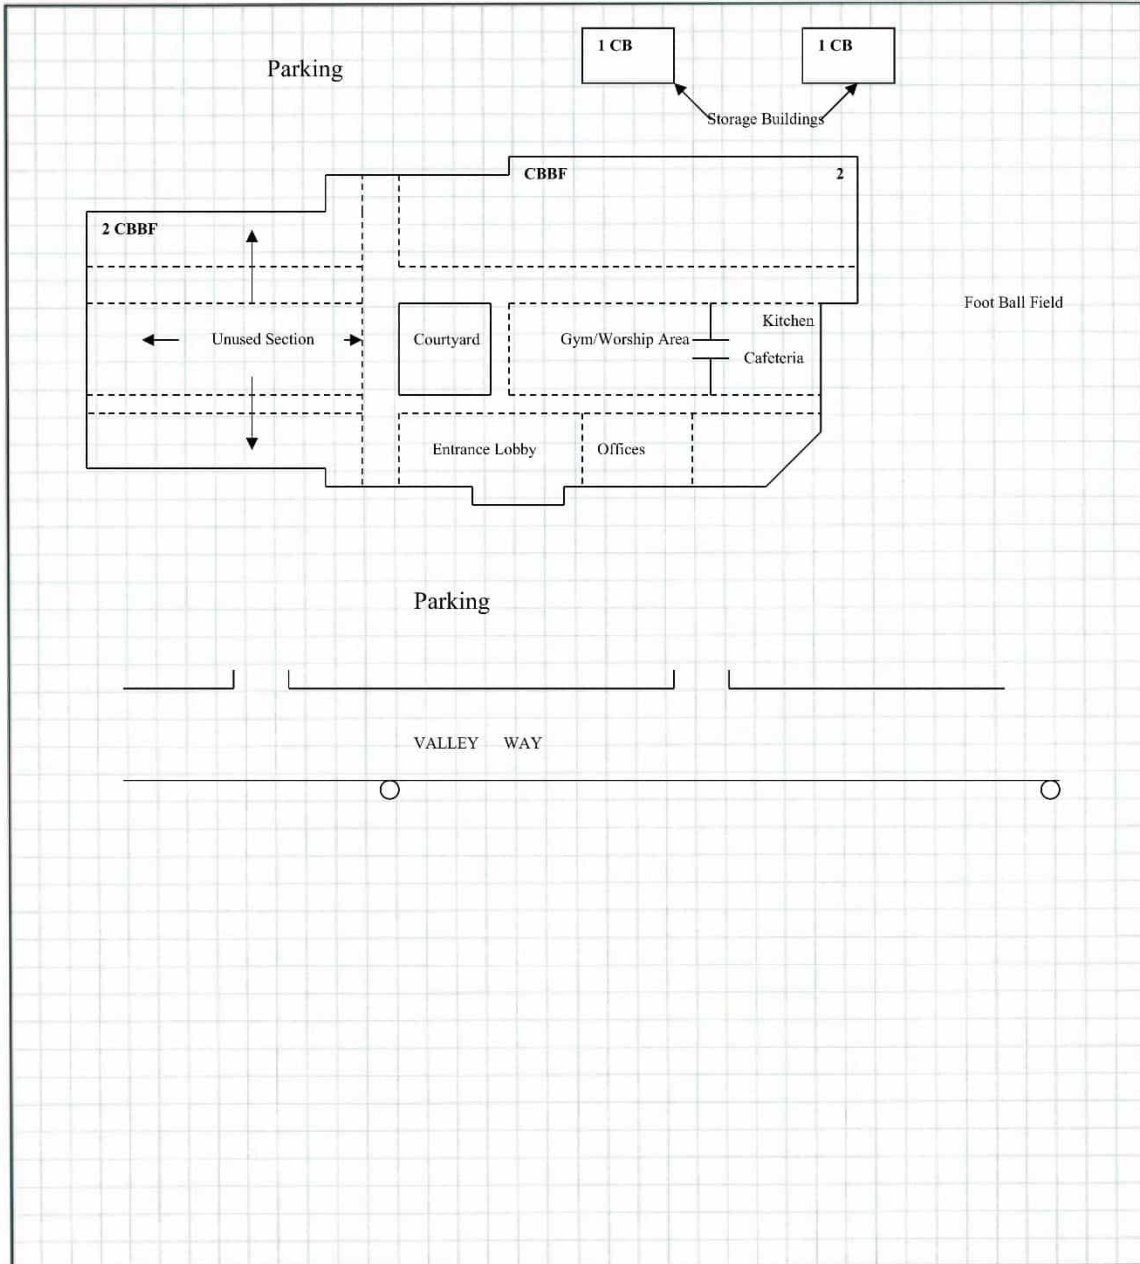 1 CB
1 CB
Parking
Storage Buildings
CBBF
2
2 CBBF
Foot Ball Field
Kitchen
Unused Section
Courtyard
Gym/Worship Area
Cafeteria
Entrance Lobby
Offices
Parking
VALLEY WAY